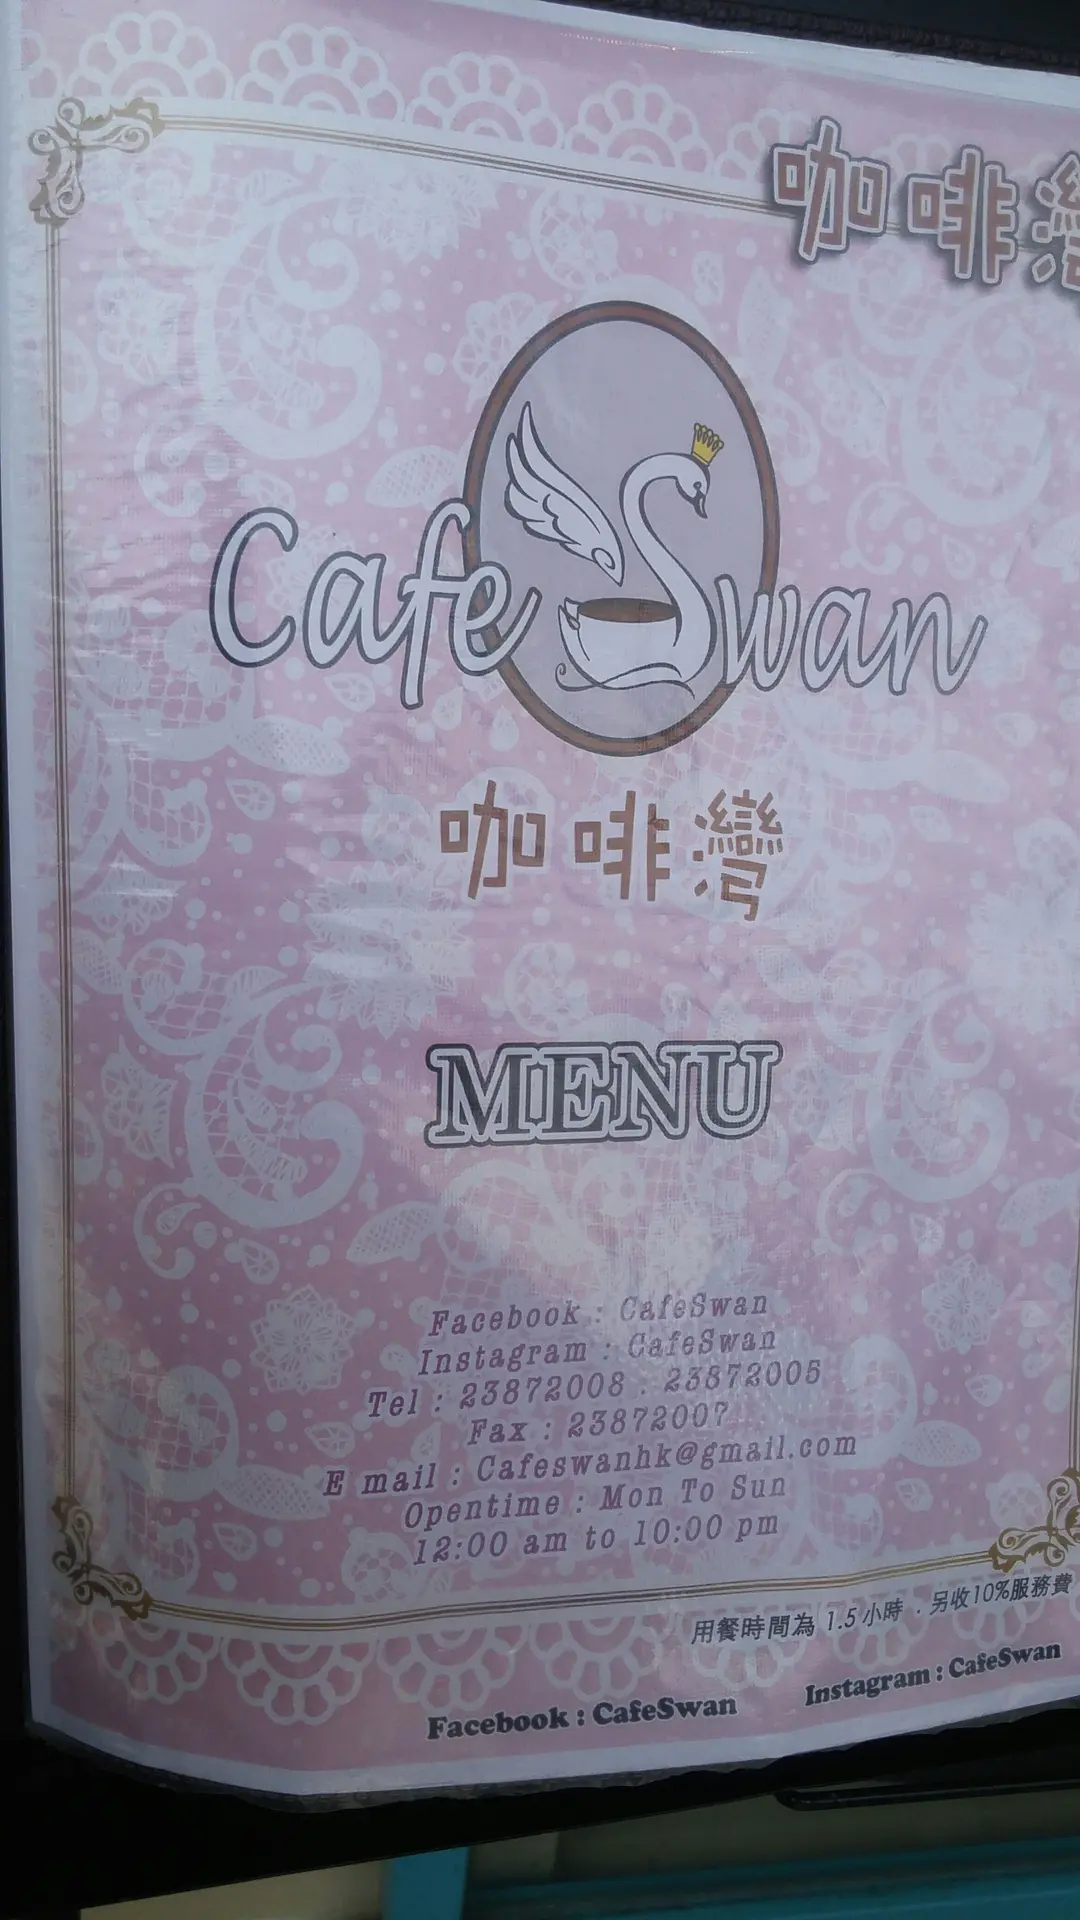 咖啡灣
Cafe Swan
咖啡灣
MENU
Facebook : CafeSwan
Instagram : CafeSwan
Tel : 23872008 . 23872005
Fax : 23872007
E mail : Cafeswanhk@gmail.com
Opentime : Mon To Sun
12:00 am to 10:00 pm
用餐時間為 1.5小時 . 另收10%服務費
Facebook : CafeSwan Instagram : CafeSwan